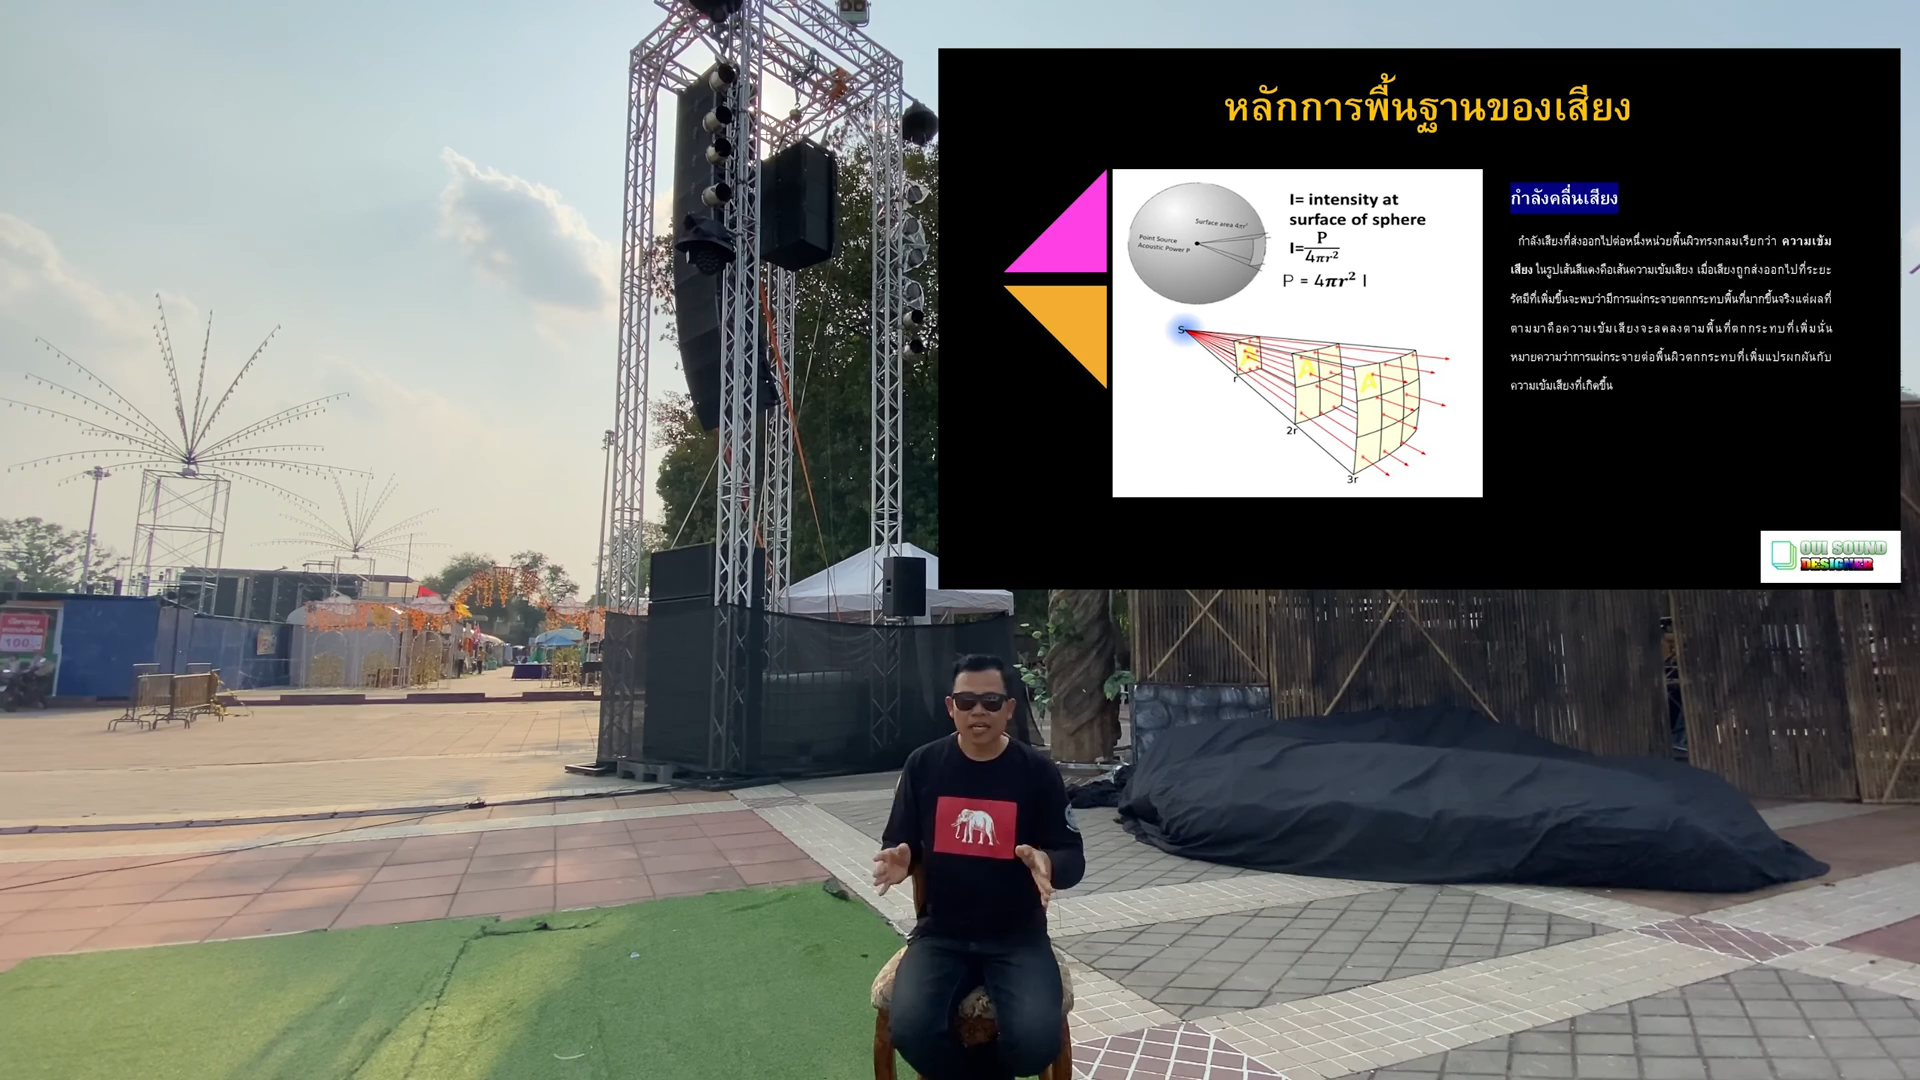 หลักการพื้นฐานของเสียง
I= intensity at
surface of sphere
I=P/4πr²
P = 4πr² I
Surface area 4πr²
Point Source
Acoustic Power P
S
A
A
A
r
2r
3r
กำลังคลื่นเสียง
กำลังเสียงที่ส่งออกไปต่อหนึ่งหน่วยพื้นผิวทรงกลมเรียกว่า ความเข้ม
เสียง ในรูปเส้นสีแดงคือเส้นความเข้มเสียง เมื่อเสียงถูกส่งออกไปที่ระยะ
รัศมีที่เพิ่มขึ้นจะพบว่ามีการแผ่กระจายตกกระทบพื้นที่มากขึ้นจริงแต่ผลที่
ตามมาคือความเข้มเสียงจะลดลงตามพื้นที่ตกกระทบที่เพิ่มนั่น
หมายความว่าการแผ่กระจายต่อพื้นผิวตกกระทบที่เพิ่มแปรผกผันกับ
ความเข้มเสียงที่เกิดขึ้น
OUI SOUND
DESIGNER
100